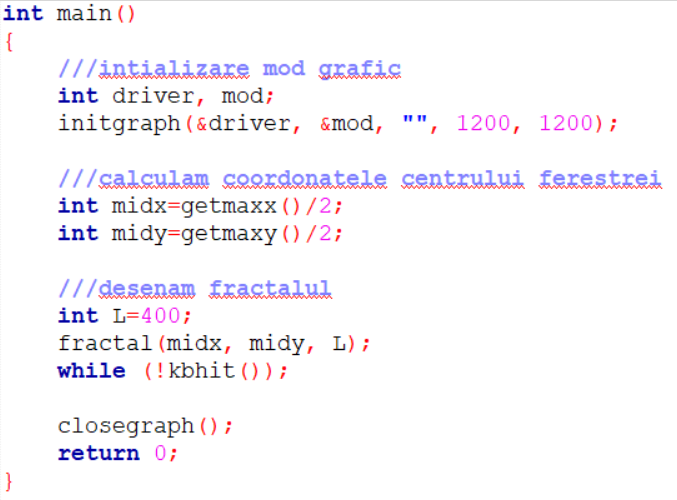 int main()
{
///intializare mod grafic
int driver, mod;
initgraph(&driver, &mod, "", 1200, 1200);
///calculam coordonatele centrului ferestrei
int midx=getmaxx()/2;
int midy=getmaxy()/2;
///desenam fractalul
int L=400;
fractal(midx, midy, L);
while (!kbhit());
closegraph();
return 0;
}